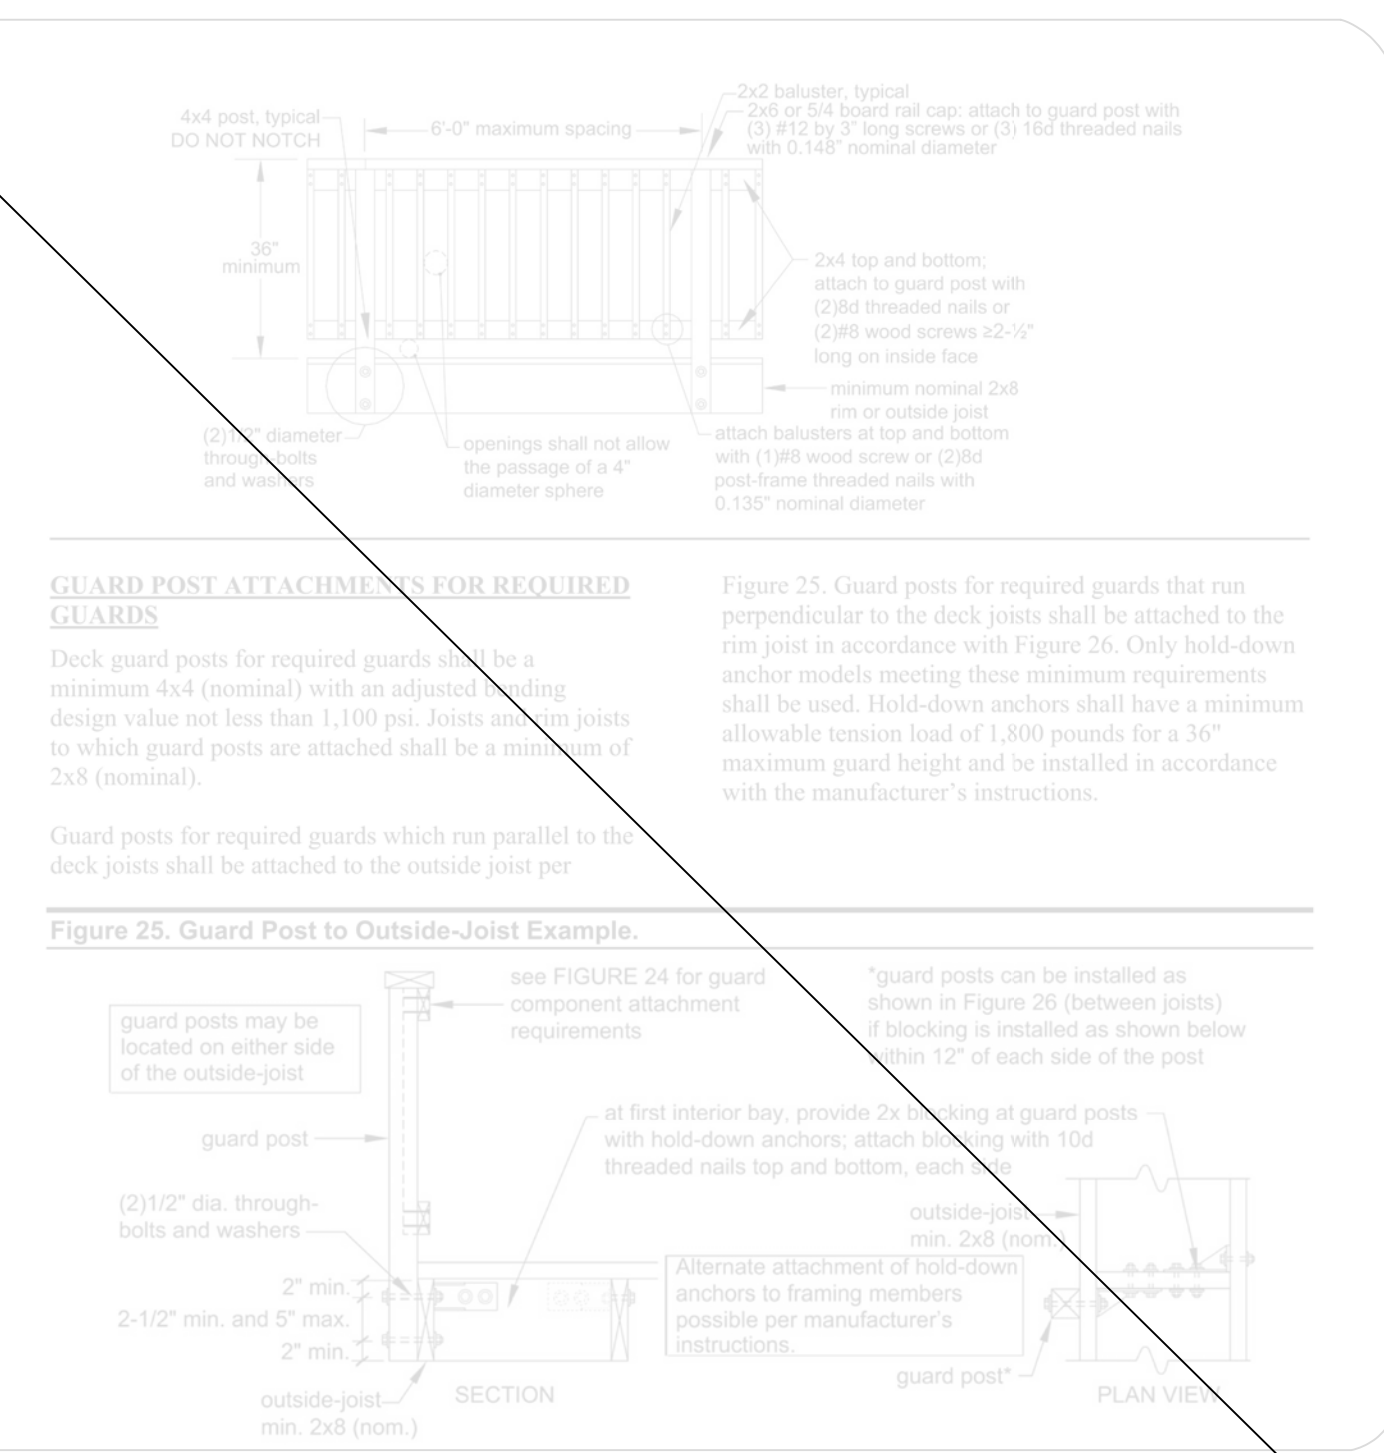 2x2 baluster, typical
4x4 post, typical
DO NOT NOTCH
6'-0" maximum spacing
2x6 or 5/4 board rail cap: attach to guard post with
(3) #12 by 3" long screws or (3) 16d threaded nails
with 0.148" nominal diameter
36"
minimum
2x4 top and bottom;
attach to guard post with
(2)8d threaded nails or
(2)#8 wood screws ≥2-½"
long on inside face
minimum nominal 2x8
rim or outside joist
(2)1/2" diameter
through-bolts
and washers
openings shall not allow
the passage of a 4"
diameter sphere
attach balusters at top and bottom
with (1)#8 wood screw or (2)8d
post-frame threaded nails with
0.135" nominal diameter
GUARD POST ATTACHMENTS FOR REQUIRED
GUARDS
Deck guard posts for required guards shall be a
minimum 4x4 (nominal) with an adjusted bending
design value not less than 1,100 psi. Joists and rim joists
to which guard posts are attached shall be a minimum of
2x8 (nominal).
Guard posts for required guards which run parallel to the
deck joists shall be attached to the outside joist per
Figure 25. Guard posts for required guards that run
perpendicular to the deck joists shall be attached to the
rim joist in accordance with Figure 26. Only hold-down
anchor models meeting these minimum requirements
shall be used. Hold-down anchors shall have a minimum
allowable tension load of 1,800 pounds for a 36"
maximum guard height and be installed in accordance
with the manufacturer's instructions.
Figure 25. Guard Post to Outside-Joist Example.
guard posts may be
located on either side
of the outside-joist
see FIGURE 24 for guard
component attachment
requirements
*guard posts can be installed as
shown in Figure 26 (between joists)
if blocking is installed as shown below
within 12" of each side of the post
guard post
at first interior bay, provide 2x blocking at guard posts
with hold-down anchors; attach blocking with 10d
threaded nails top and bottom, each side
(2)1/2" dia. through-
bolts and washers
outside-joist
min. 2x8 (nom.)
2" min.
2-1/2" min. and 5" max.
2" min.
Alternate attachment of hold-down
anchors to framing members
possible per manufacturer's
instructions.
outside-joist
min. 2x8 (nom.)
SECTION
guard post*
PLAN VIEW